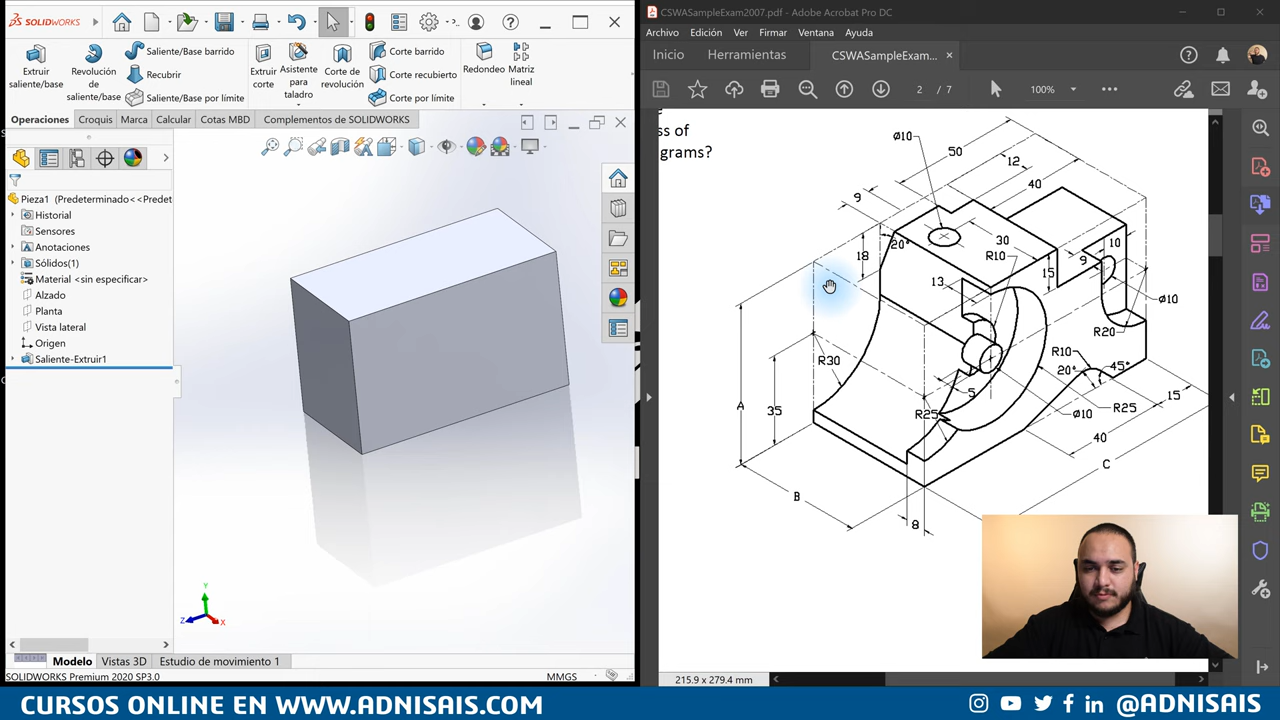 SOLIDWORKS
Extruir saliente/base
Revolución de saliente/base
Saliente/Base barrido
Recubrir
Saliente/Base por límite
Extruir corte
Asistente para taladro
Corte de revolución
Corte barrido
Corte recubierto
Corte por límite
Redondeo
Matriz lineal
Operaciones
Croquis
Marca
Calcular
Cotas MBD
Complementos de SOLIDWORKS
Pieza1 (Predeterminado<<Predet
Historial
Sensores
Anotaciones
Sólidos(1)
Material <sin especificar>
Alzado
Planta
Vista lateral
Origen
Saliente-Extruir1
Y
Z
X
Modelo
Vistas 3D
Estudio de movimiento 1
SOLIDWORKS Premium 2020 SP3.0
MMGS
CSWASampleExam2007.pdf - Adobe Acrobat Pro DC
Archivo Edición Ver Firmar Ventana Ayuda
Inicio
Herramientas
CSWASampleExam...
2 / 7
100%
ss of
grams?
Ø10
50
12
40
9
20°
18
30
R10
15
10
9
13
Ø10
R20
R30
R10
20°
45°
A
35
5
R25
Ø10
R25
15
40
C
B
8
215.9 x 279.4 mm
CURSOS ONLINE EN WWW.ADNISAIS.COM
@ADNISAIS